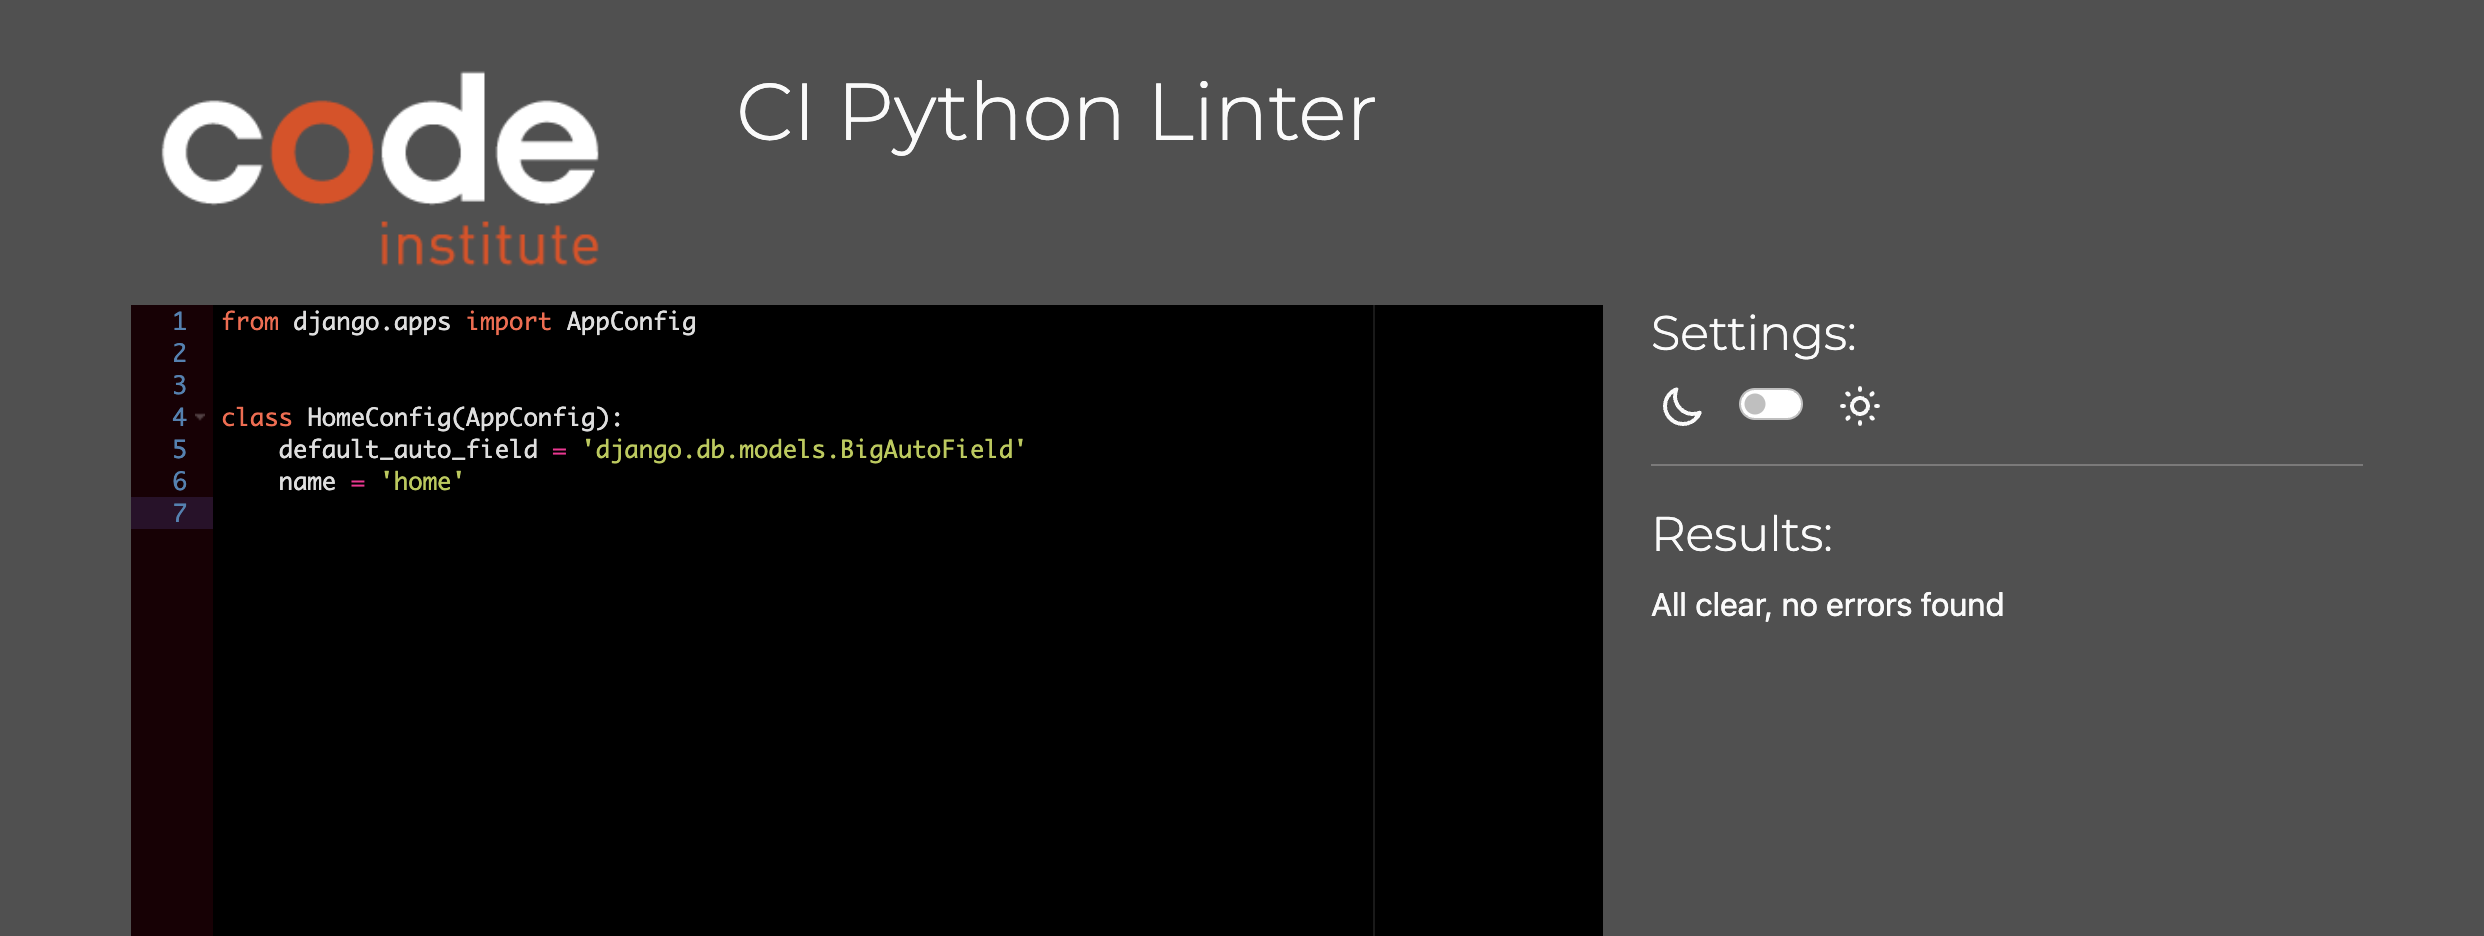 code
institute
CI Python Linter
1 from django.apps import AppConfig
2
3
4 class HomeConfig(AppConfig):
5     default_auto_field = 'django.db.models.BigAutoField'
6     name = 'home'
7
Settings:
Results:
All clear, no errors found